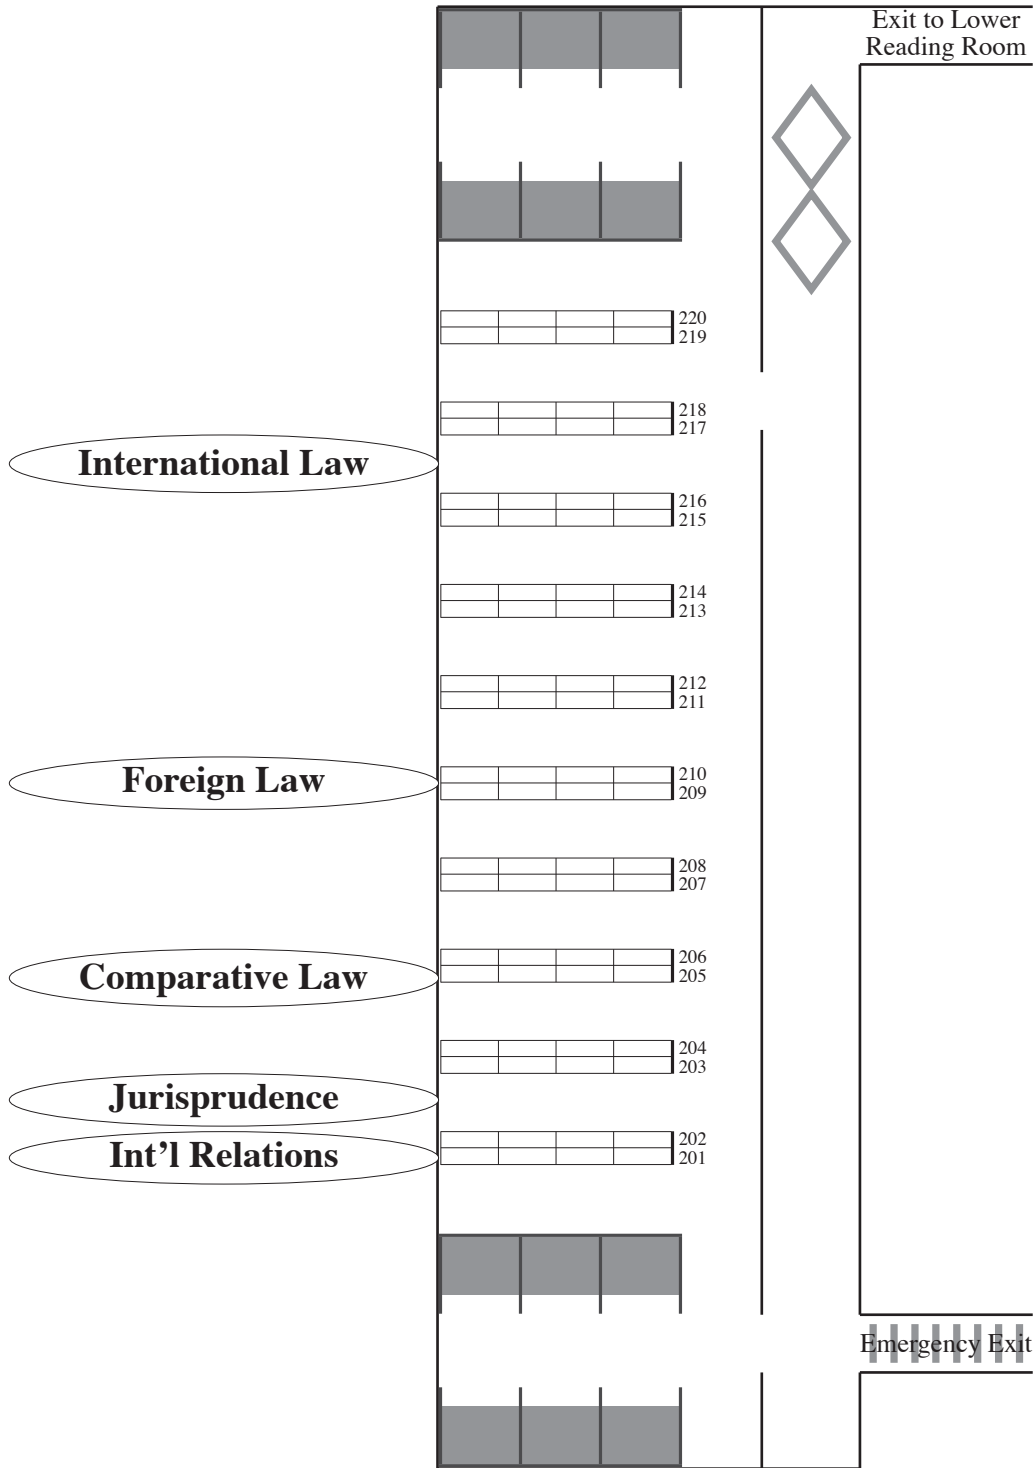 Exit to Lower
Reading Room
220
219
218
217
International Law
216
215
214
213
212
211
Foreign Law
210
209
208
207
Comparative Law
206
205
204
203
Jurisprudence
Int'l Relations
202
201
Emergency Exit